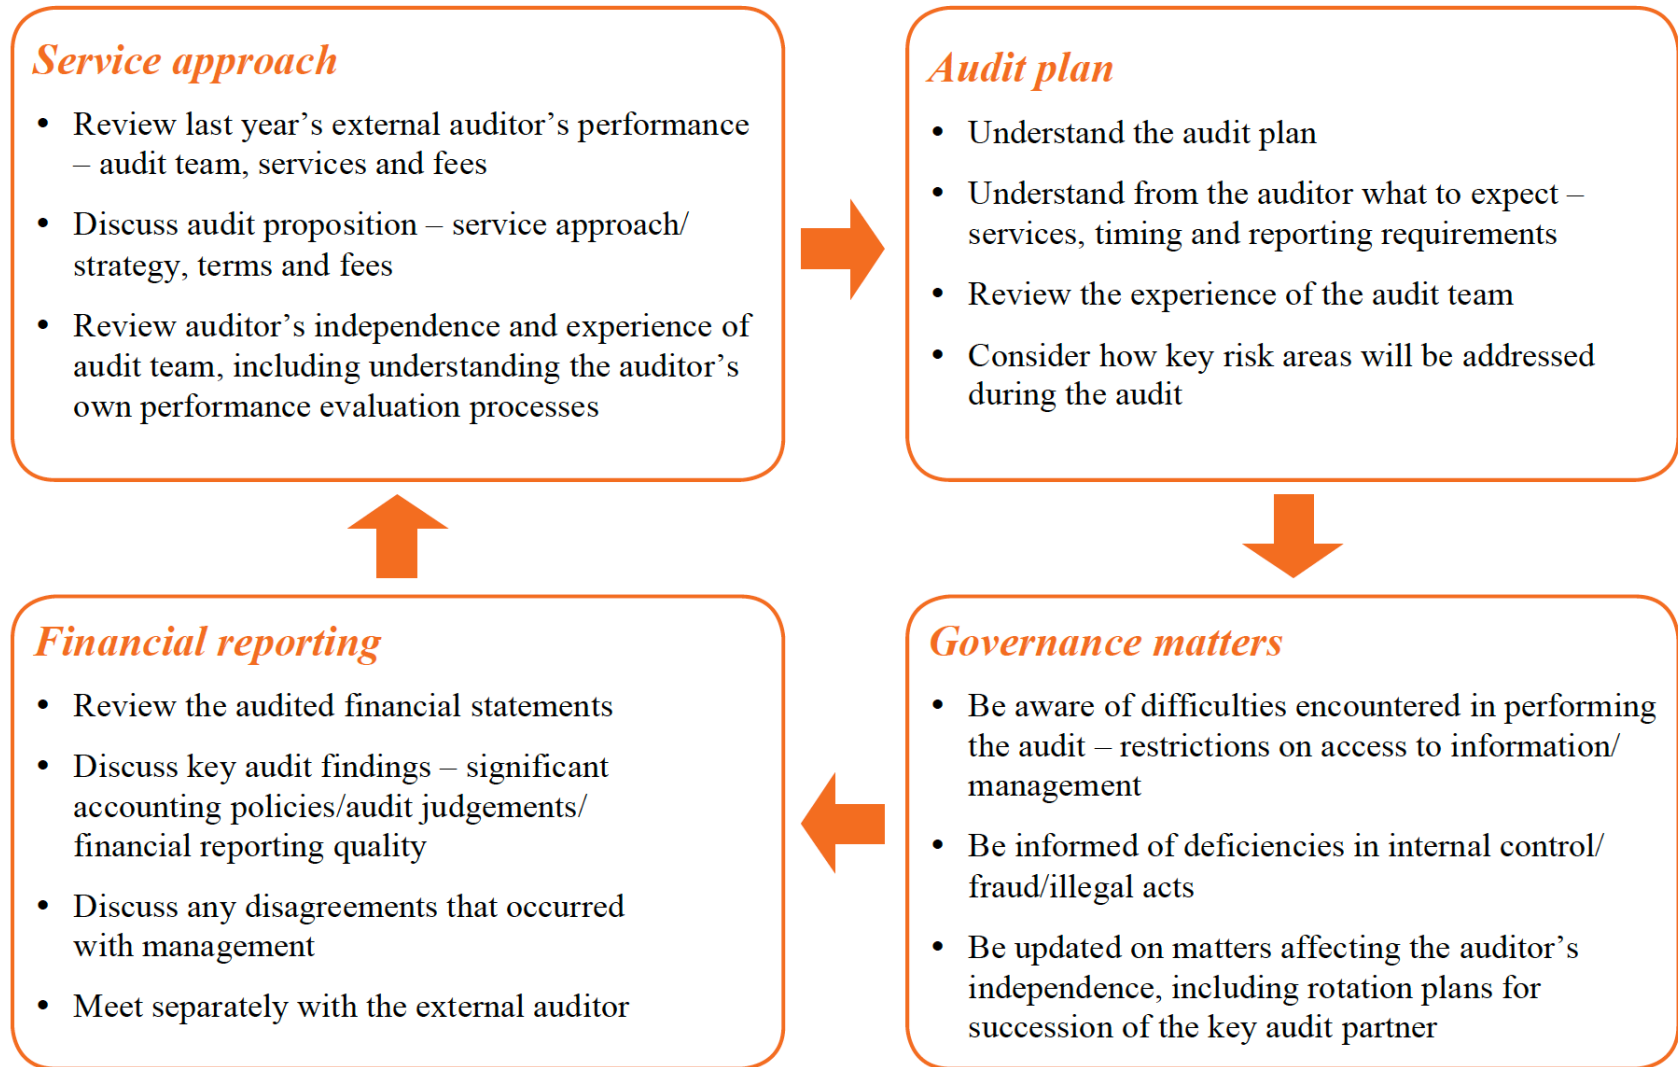 Service approach
• Review last year’s external auditor’s performance
– audit team, services and fees
• Discuss audit proposition – service approach/
strategy, terms and fees
• Review auditor’s independence and experience of
audit team, including understanding the auditor’s
own performance evaluation processes
Audit plan
• Understand the audit plan
• Understand from the auditor what to expect –
services, timing and reporting requirements
• Review the experience of the audit team
• Consider how key risk areas will be addressed
during the audit
Governance matters
• Be aware of difficulties encountered in performing
the audit – restrictions on access to information/
management
• Be informed of deficiencies in internal control/
fraud/illegal acts
• Be updated on matters affecting the auditor’s
independence, including rotation plans for
succession of the key audit partner
Financial reporting
• Review the audited financial statements
• Discuss key audit findings – significant
accounting policies/audit judgements/
financial reporting quality
• Discuss any disagreements that occurred
with management
• Meet separately with the external auditor